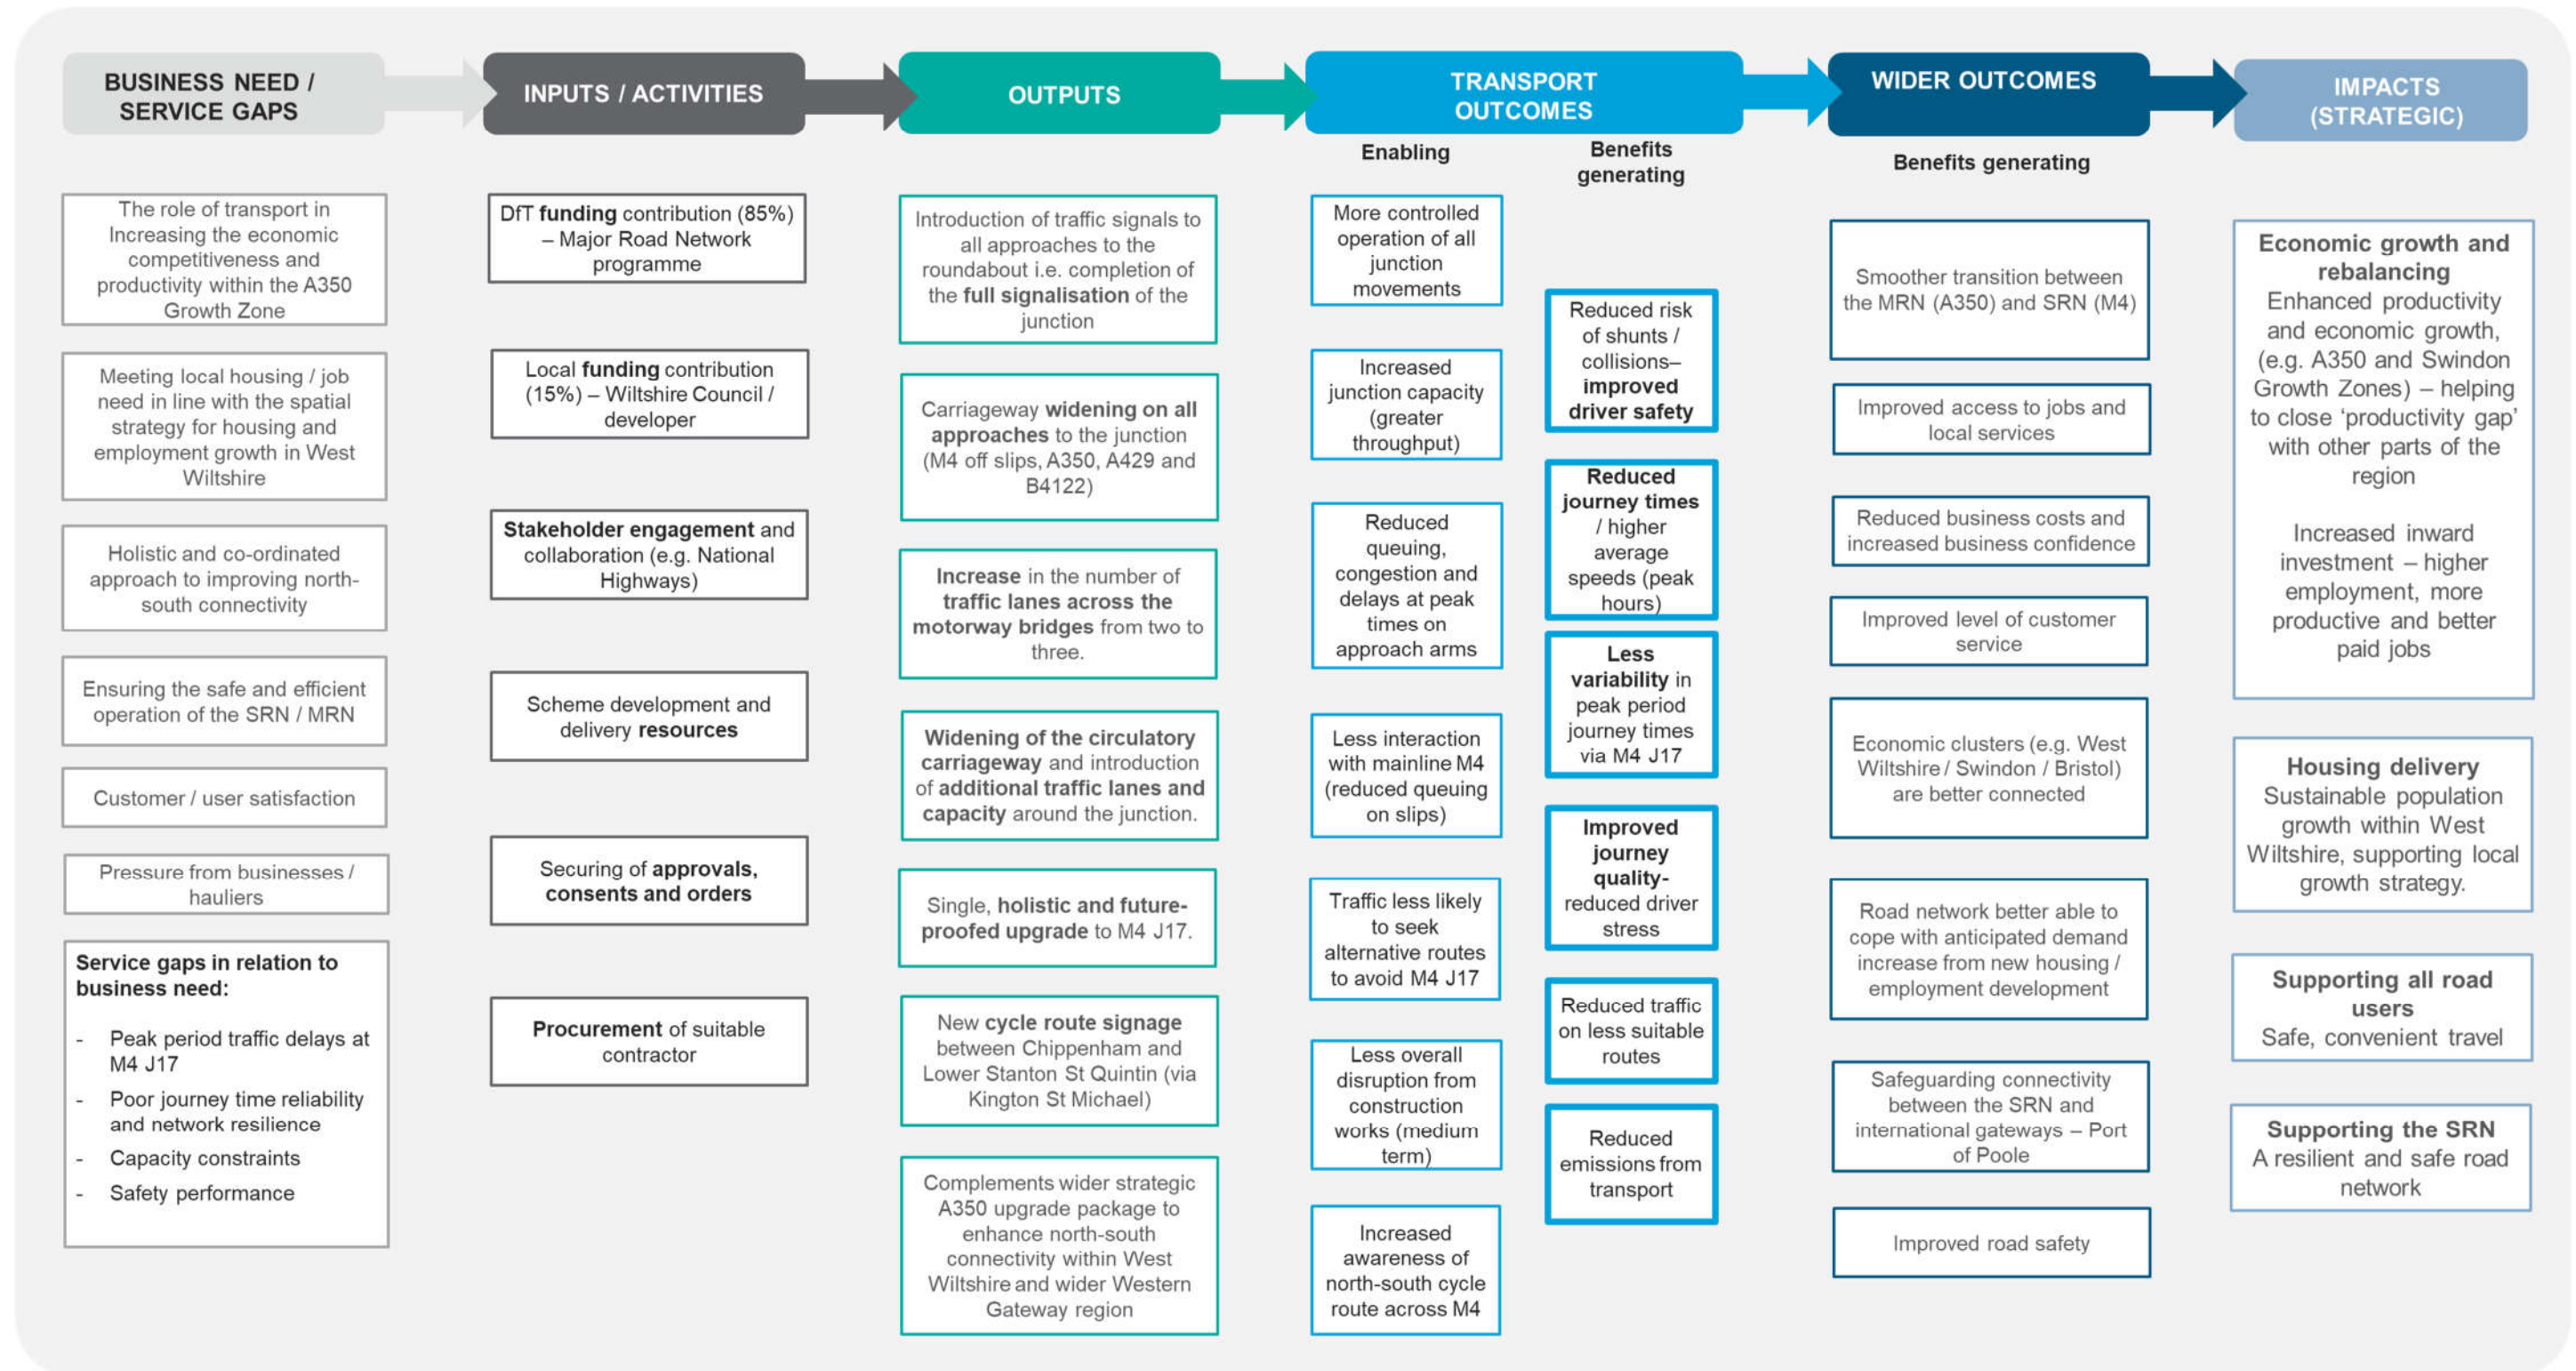 BUSINESS NEED /
SERVICE GAPS
INPUTS / ACTIVITIES
OUTPUTS
TRANSPORT
OUTCOMES
WIDER OUTCOMES
IMPACTS
(STRATEGIC)
Enabling
Benefits
generating
Benefits generating
The role of transport in
Increasing the economic
competitiveness and
productivity within the A350
Growth Zone
Meeting local housing / job
need in line with the spatial
strategy for housing and
employment growth in West
Wiltshire
Holistic and co-ordinated
approach to improving north-
south connectivity
Ensuring the safe and efficient
operation of the SRN / MRN
Customer / user satisfaction
Pressure from businesses /
hauliers
Service gaps in relation to
business need:
- Peak period traffic delays at
M4 J17
- Poor journey time reliability
and network resilience
- Capacity constraints
- Safety performance
DfT funding contribution (85%)
– Major Road Network
programme
Local funding contribution
(15%) – Wiltshire Council /
developer
Stakeholder engagement and
collaboration (e.g. National
Highways)
Scheme development and
delivery resources
Securing of approvals,
consents and orders
Procurement of suitable
contractor
Introduction of traffic signals to
all approaches to the
roundabout i.e. completion of
the full signalisation of the
junction
Carriageway widening on all
approaches to the junction
(M4 off slips, A350, A429 and
B4122)
Increase in the number of
traffic lanes across the
motorway bridges from two to
three.
Widening of the circulatory
carriageway and introduction
of additional traffic lanes and
capacity around the junction.
Single, holistic and future-
proofed upgrade to M4 J17.
New cycle route signage
between Chippenham and
Lower Stanton St Quintin (via
Kington St Michael)
Complements wider strategic
A350 upgrade package to
enhance north-south
connectivity within West
Wiltshire and wider Western
Gateway region
More controlled
operation of all
junction
movements
Increased
junction capacity
(greater
throughput)
Reduced
queuing,
congestion and
delays at peak
times on
approach arms
Less interaction
with mainline M4
(reduced queuing
on slips)
Traffic less likely
to seek
alternative routes
to avoid M4 J17
Less overall
disruption from
construction
works (medium
term)
Increased
awareness of
north-south cycle
route across M4
Reduced risk
of shunts /
collisions–
improved
driver safety
Reduced
journey times
/ higher
average
speeds (peak
hours)
Less
variability in
peak period
journey times
via M4 J17
Improved
journey
quality-
reduced driver
stress
Reduced traffic
on less suitable
routes
Reduced
emissions from
transport
Smoother transition between
the MRN (A350) and SRN (M4)
Improved access to jobs and
local services
Reduced business costs and
increased business confidence
Improved level of customer
service
Economic clusters (e.g. West
Wiltshire / Swindon / Bristol)
are better connected
Road network better able to
cope with anticipated demand
increase from new housing /
employment development
Safeguarding connectivity
between the SRN and
international gateways – Port
of Poole
Improved road safety
Economic growth and
rebalancing
Enhanced productivity
and economic growth,
(e.g. A350 and Swindon
Growth Zones) – helping
to close ‘productivity gap’
with other parts of the
region
Increased inward
investment – higher
employment, more
productive and better
paid jobs
Housing delivery
Sustainable population
growth within West
Wiltshire, supporting local
growth strategy.
Supporting all road
users
Safe, convenient travel
Supporting the SRN
A resilient and safe road
network